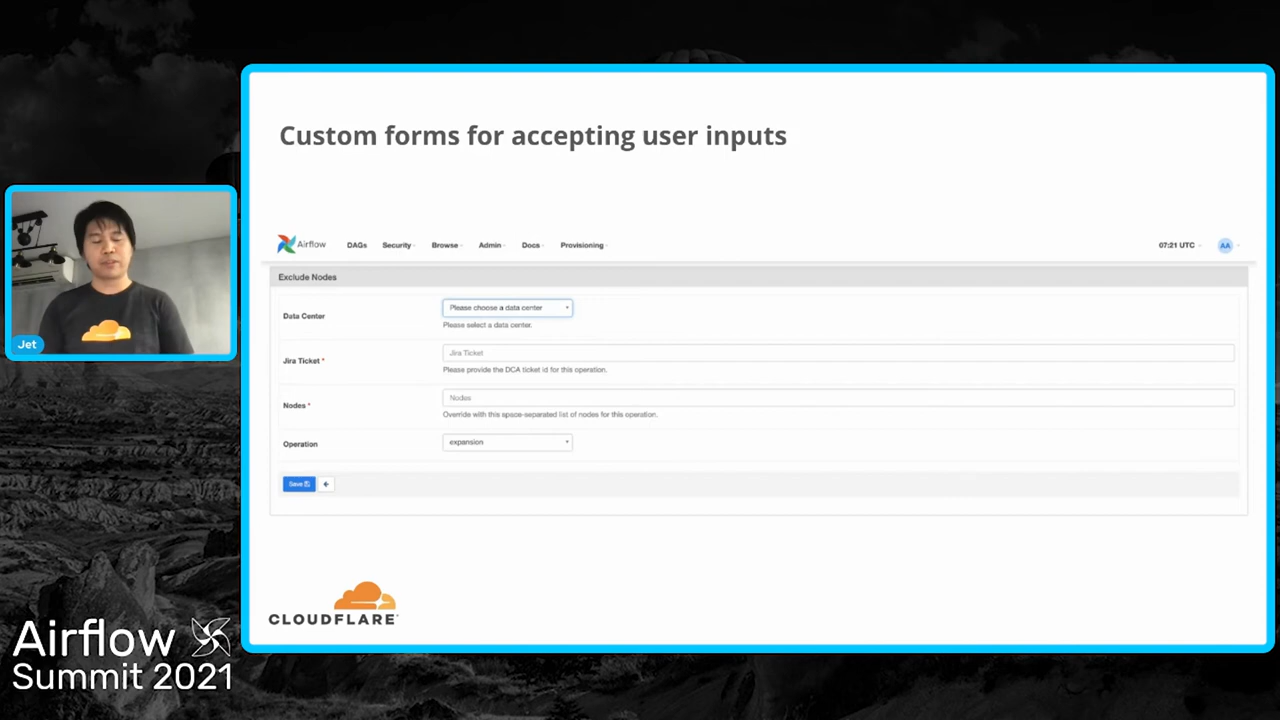 Custom forms for accepting user inputs
Airflow DAGs Security Browse Admin Docs Provisioning 07:21 UTC AA
Exclude Nodes
Data Center Please choose a data center
Please select a data center.
Jira Ticket * Jira Ticket
Please provide the DCA ticket id for this operation.
Nodes * Nodes
Override with this space-separated list of nodes for this operation.
Operation expansion
Save
Jet
CLOUDFLARE
Airflow
Summit 2021